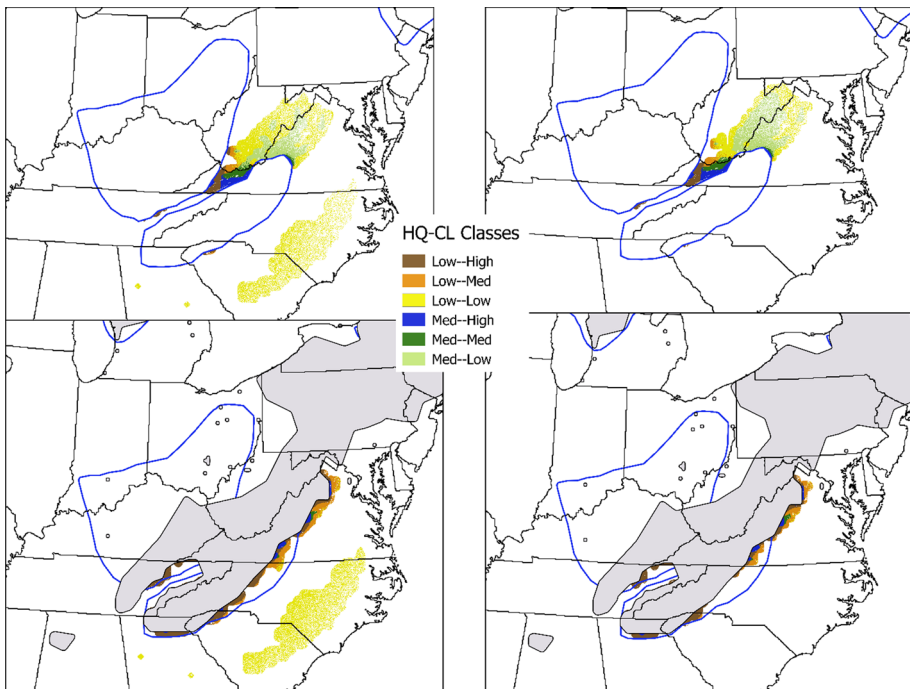 HQ-CL Classes
Low--High
Low--Med
Low--Low
Med--High
Med--Med
Med--Low